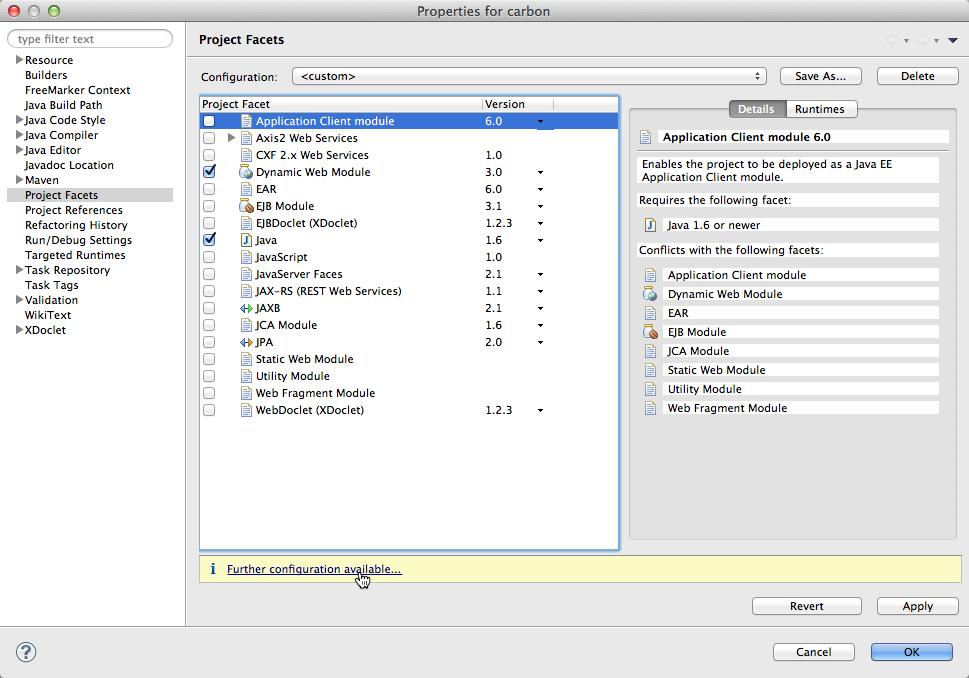 Properties for carbon
type filter text
Resource
Builders
FreeMarker Context
Java Build Path
Java Code Style
Java Compiler
Java Editor
Javadoc Location
Maven
Project Facets
Project References
Refactoring History
Run/Debug Settings
Targeted Runtimes
Task Repository
Task Tags
Validation
WikiText
XDoclet
Project Facets
Configuration: <custom> Save As... Delete
Project Facet Version
Application Client module 6.0
Axis2 Web Services
CXF 2.x Web Services 1.0
Dynamic Web Module 3.0
EAR 6.0
EJB Module 3.1
EJBDoclet (XDoclet) 1.2.3
Java 1.6
JavaScript 1.0
JavaServer Faces 2.1
JAX-RS (REST Web Services) 1.1
JAXB 2.1
JCA Module 1.6
JPA 2.0
Static Web Module
Utility Module
Web Fragment Module
WebDoclet (XDoclet) 1.2.3
Details Runtimes
Application Client module 6.0
Enables the project to be deployed as a Java EE
Application Client module.
Requires the following facet:
Java 1.6 or newer
Conflicts with the following facets:
Application Client module
Dynamic Web Module
EAR
EJB Module
JCA Module
Static Web Module
Utility Module
Web Fragment Module
i Further configuration available...
Revert Apply
? Cancel OK